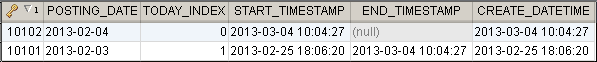 1 POSTING_DATE TODAY_INDEX START_TIMESTAMP END_TIMESTAMP CREATE_DATETIME
10102 2013-02-04 0 2013-03-04 10:04:27 (null) 2013-03-04 10:04:27
10101 2013-02-03 1 2013-02-25 18:06:20 2013-03-04 10:04:27 2013-02-25 18:06:20